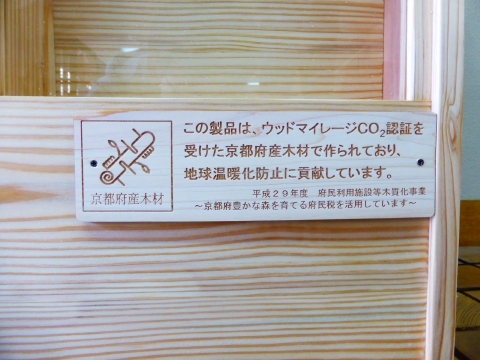 この製品は、ウッドマイレージCO₂認証を
受けた京都府産木材で作られており、
地球温暖化防止に貢献しています。
平成29年度 府民利用施設等木質化事業
～京都府豊かな森を育てる府民税を活用しています～
京都府産木材